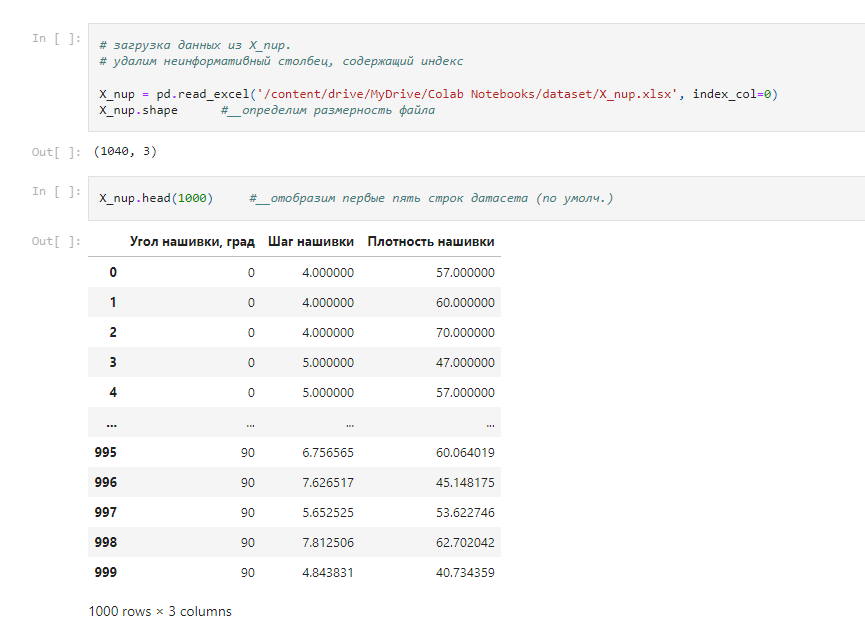 In [ ]:
# загрузка данных из X_nup.
# удалим неинформативный столбец, содержащий индекс
X_nup = pd.read_excel('/content/drive/MyDrive/Colab Notebooks/dataset/X_nup.xlsx', index_col=0)
X_nup.shape #__определим размерность файла
Out[ ]: (1040, 3)
In [ ]: X_nup.head(1000) #__отобразим первые пять строк датасета (по умолч.)
Out[ ]: Угол нашивки, град Шаг нашивки Плотность нашивки
0 0 4.000000 57.000000
1 0 4.000000 60.000000
2 0 4.000000 70.000000
3 0 5.000000 47.000000
4 0 5.000000 57.000000
... ... ... ...
995 90 6.756565 60.064019
996 90 7.626517 45.148175
997 90 5.652525 53.622746
998 90 7.812506 62.702042
999 90 4.843831 40.734359
1000 rows × 3 columns